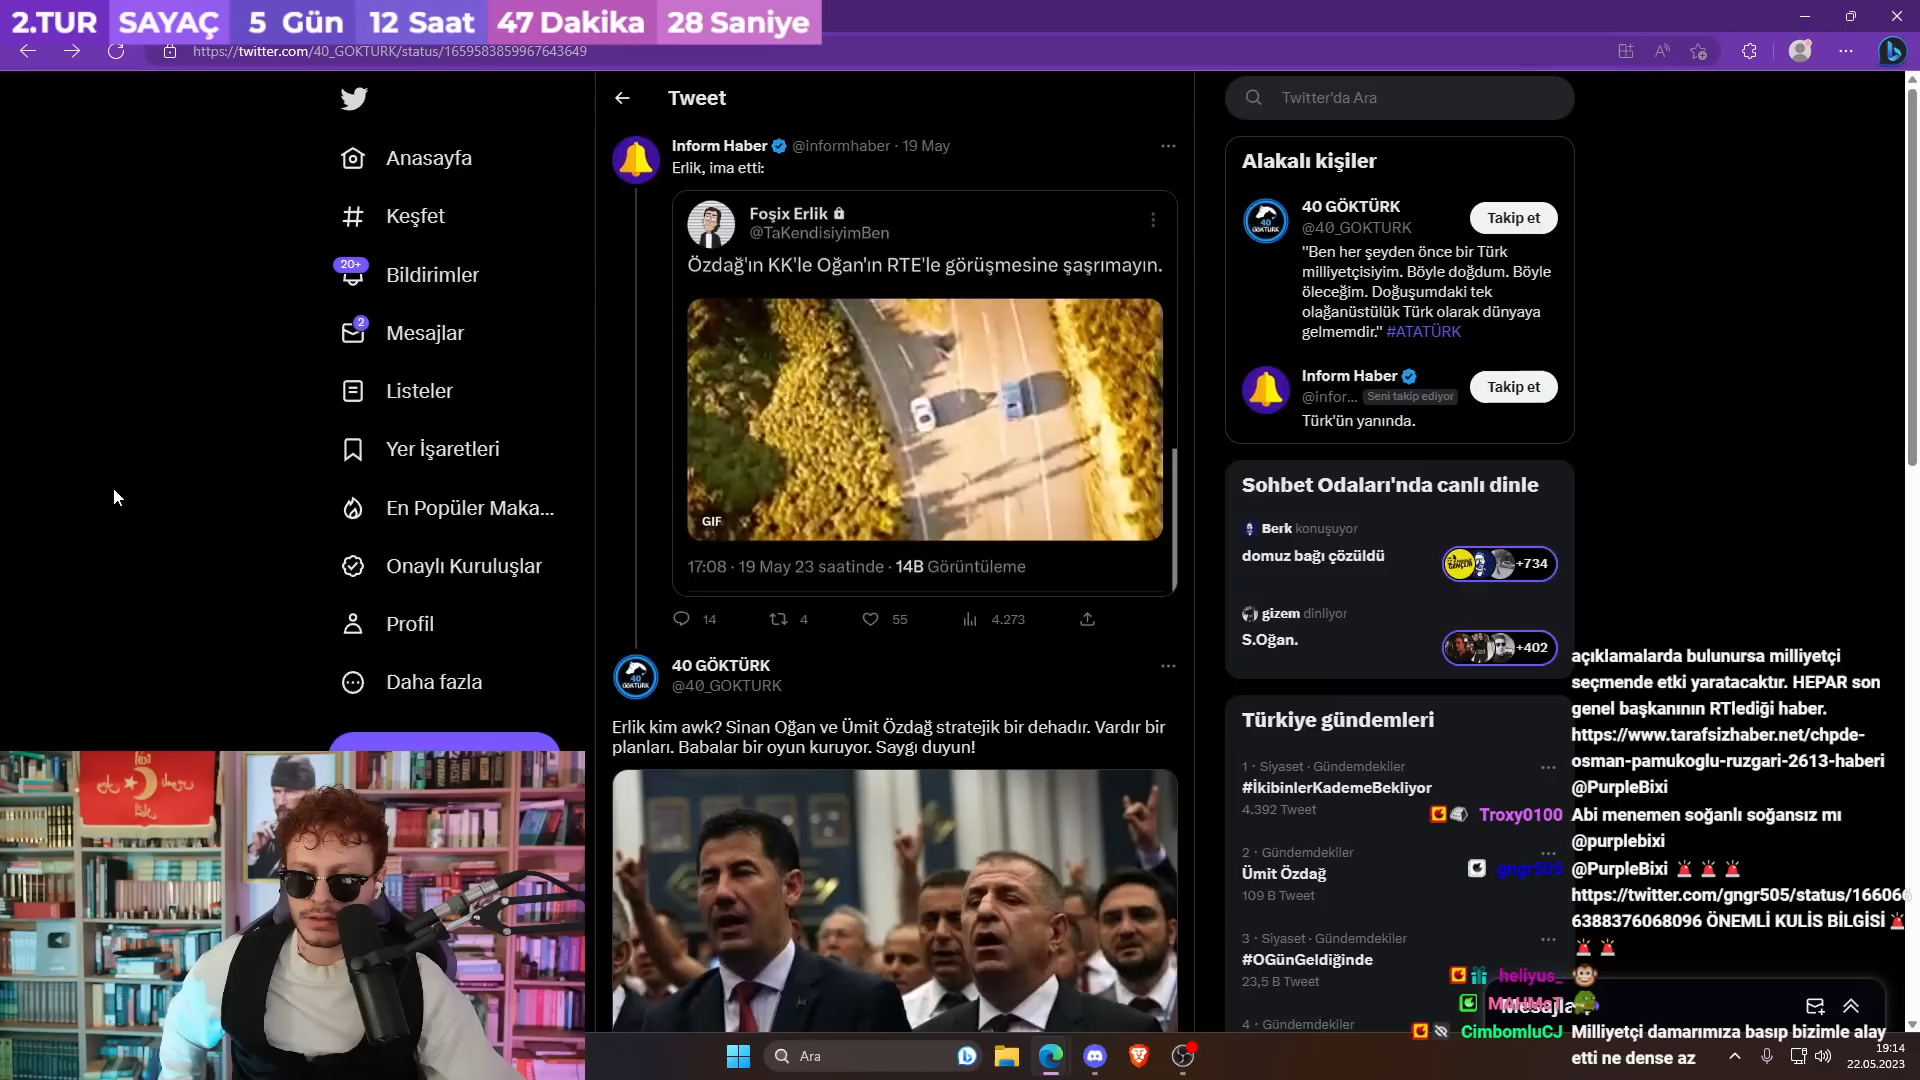 2.TUR SAYAÇ 5 Gün 12 Saat 47 Dakika 28 Saniye
https://twitter.com/40_GOKTURK/status/1659583859967643649
Anasayfa
Keşfet
20+
Bildirimler
2
Mesajlar
Listeler
Yer İşaretleri
En Popüler Maka...
Onaylı Kuruluşlar
Profil
Daha fazla
Tweet
Inform Haber @informhaber · 19 May
Erlik, ima etti:
Foşix Erlik
@TaKendisiyimBen
Özdağ'ın KK'le Oğan'ın RTE'le görüşmesine şaşrımayın.
GIF
17:08 · 19 May 23 saatinde · 14B Görüntüleme
14 4 55 4.273
40 GÖKTÜRK
@40_GOKTURK
Erlik kim awk? Sinan Oğan ve Ümit Özdağ stratejik bir dehadır. Vardır bir
planları. Babalar bir oyun kuruyor. Saygı duyun!
Twitter'da Ara
Alakalı kişiler
40 GÖKTÜRK
@40_GOKTURK
Takip et
"Ben her şeyden önce bir Türk
milliyetçisiyim. Böyle doğdum. Böyle
öleceğim. Doğuşumdaki tek
olağanüstülük Türk olarak dünyaya
gelmemdir." #ATATÜRK
Inform Haber
@infor... Seni takip ediyor
Takip et
Türk'ün yanında.
Sohbet Odaları'nda canlı dinle
Berk konuşuyor
domuz bağı çözüldü
+734
gizem dinliyor
S.Oğan.
+402
Türkiye gündemleri
1 · Siyaset · Gündemdekiler
#İkibinlerKademeBekliyor
4.392 Tweet
2 · Gündemdekiler
Ümit Özdağ
109 B Tweet
3 · Siyaset · Gündemdekiler
#OGünGeldiğinde
23,5 B Tweet
4 · Gündemdekiler
açıklamalarda bulunursa milliyetçi
seçmende etki yaratacaktır. HEPAR son
genel başkanının RTlediği haber.
https://www.tarafsizhaber.net/chpde-
osman-pamukoglu-ruzgari-2613-haberi
@PurpleBixi
Troxy0100 Abi menemen soğanlı soğansız mı
@purplebixi
gngr505 @PurpleBixi 🚨 🚨 🚨
https://twitter.com/gngr505/status/16606
6388376068096 ÖNEMLİ KULİS BİLGİSİ 🚨
🚨 🚨
heliyus_ 🐵
MAHMsT
CimbomluCJ Milliyetçi damarımıza basıp bizimle alay
etti ne dense az
Ara
19:14
22.05.2023